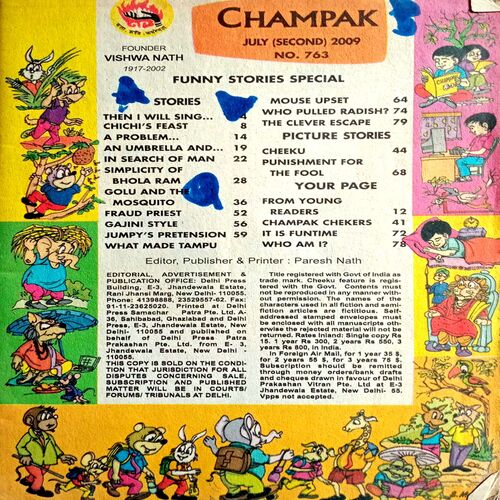 CHAMPAK
JULY (SECOND) 2009
NO. 763
FOUNDER
VISHWA NATH
1917-2002
FUNNY STORIES SPECIAL
STORIES
THEN I WILL SING... 4
CHICHI'S FEAST 8
A PROBLEM... 14
AN UMBRELLA AND... 19
IN SEARCH OF MAN 22
SIMPLICITY OF
BHOLA RAM 28
GOLU AND THE
MOSQUITO 36
FRAUD PRIEST 52
GAJINI STYLE 56
JUMPY'S PRETENSION 59
WHAT MADE TAMPU
MOUSE UPSET 64
WHO PULLED RADISH? 74
THE CLEVER ESCAPE 79
PICTURE STORIES
CHEEKU 44
PUNISHMENT FOR
THE FOOL 68
YOUR PAGE
FROM YOUNG
READERS 12
CHAMPAK CHEKERS 41
IT IS FUNTIME 72
WHO AM I? 78
Editor, Publisher & Printer : Paresh Nath
EDITORIAL, ADVERTISEMENT &
PUBLICATION OFFICE: Delhi Press
Building, E-3, Jhandewala Estate,
Rani Jhansi Marg, New Delhi- 110055.
Phone: 41398888, 23529557-62. Fax:
91-11-23625020. Printed at Delhi
Press Samachar Patra Pte. Ltd. A-
36, Sahibabad, Ghaziabad and Delhi
Press, E-3, Jhandewala Estate, New
Delhi- 110055 and published on
behalf of Delhi Press Patra
Prakashan Pte. Ltd. from E- 3,
Jhandewala Estate, New Delhi -
110055.
THIS COPY IS SOLD ON THE CONDI-
TION THAT JURISDICTION FOR ALL
DISPUTES CONCERNING SALE,
SUBSCRIPTION AND PUBLISHED
MATTER WILL BE IN COURTS/
FORUMS/ TRIBUNALS AT DELHI.
Title registered with Govt of India as
trade mark. Cheeku feature is registered
with the Govt. Contents must
not be reproduced in any manner with-
out permission. The names of the
characters used in all fiction and semi-
fiction articles are fictitious. Self-
addressed stamped envelopes must
be enclosed with all manuscripts oth-
erwise the rejected material will not be
returned. Rates Inland: Single copy Rs
15. 1 year Rs 300, 2 years Rs 550, 3
years Rs 800, in India.
In Foreign Air Mail, for 1 year 35 $,
for 2 years 55 $, for 3 years 75 $.
Subscription should be remitted
through money orders/bank drafts
and cheques drawn in favour of Delhi
Prakashan Vitran Pte. Ltd at E-3
Jhandewala Estate, New Delhi- 55.
Vpps not accepted.
CHAMPAK